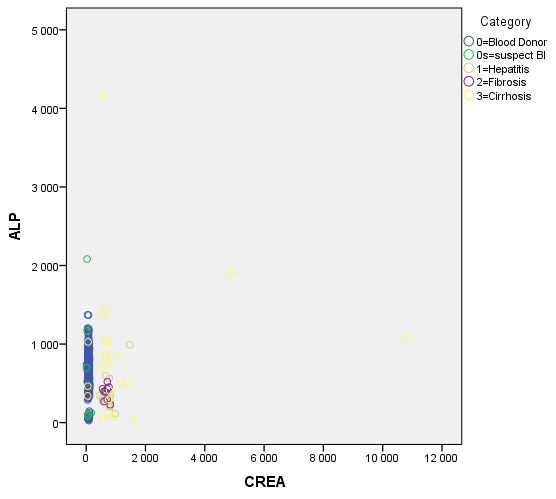 Category
0=Blood Donor
0s=suspect Bl
1=Hepatitis
2=Fibrosis
3=Cirrhosis
5 000
4 000
3 000
2 000
1 000
0
ALP
0 2 000 4 000 6 000 8 000 10 000 12 000
CREA